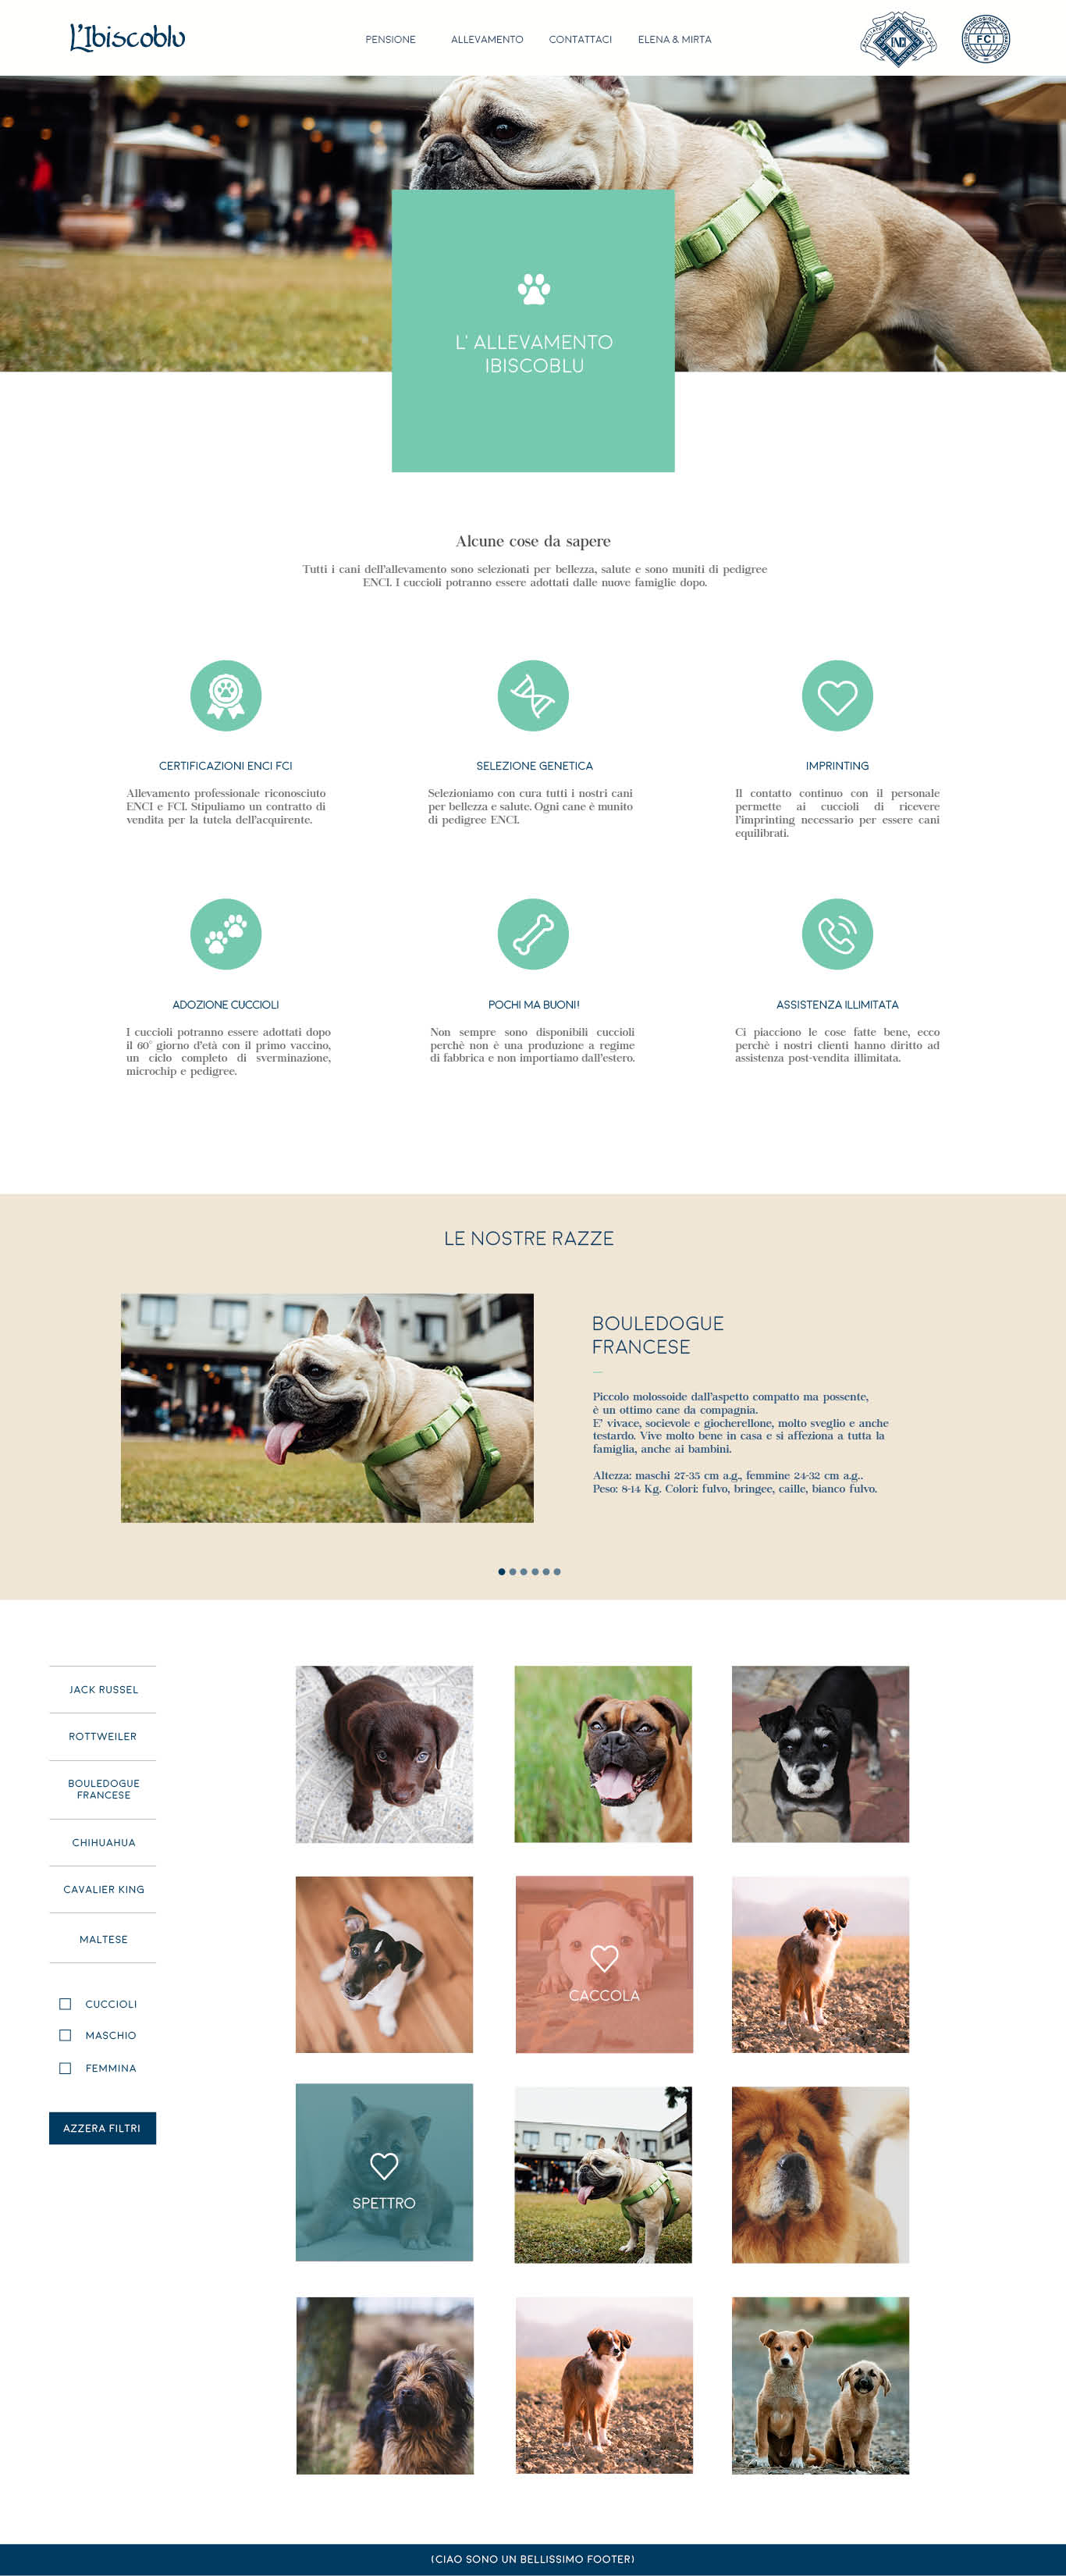 L'Ibiscoblu
PENSIONE ALLEVAMENTO CONTATTACI ELENA & MIRTA
ENCI
FCI
L' ALLEVAMENTO
IBISCOBLU
Alcune cose da sapere
Tutti i cani dell'allevamento sono selezionati per bellezza, salute e sono muniti di pedigree
ENCI. I cuccioli potranno essere adottati dalle nuove famiglie dopo.
CERTIFICAZIONI ENCI FCI
Allevamento professionale riconosciuto
ENCI e FCI. Stipuliamo un contratto di
vendita per la tutela dell'acquirente.
SELEZIONE GENETICA
Selezioniamo con cura tutti i nostri cani
per bellezza e salute. Ogni cane è munito
di pedigree ENCI.
IMPRINTING
Il contatto continuo con il personale
permette ai cuccioli di ricevere
l'imprinting necessario per essere cani
equilibrati.
ADOZIONE CUCCIOLI
I cuccioli potranno essere adottati dopo
il 60° giorno d'età con il primo vaccino,
un ciclo completo di sverminazione,
microchip e pedigree.
POCHI MA BUONI!
Non sempre sono disponibili cuccioli
perchè non è una produzione a regime
di fabbrica e non importiamo dall'estero.
ASSISTENZA ILLIMITATA
Ci piacciono le cose fatte bene, ecco
perchè i nostri clienti hanno diritto ad
assistenza post-vendita illimitata.
LE NOSTRE RAZZE
BOULEDOGUE
FRANCESE
Piccolo molossoide dall'aspetto compatto ma possente,
è un ottimo cane da compagnia.
E' vivace, socievole e giocherellone, molto sveglio e anche
testardo. Vive molto bene in casa e si affeziona a tutta la
famiglia, anche ai bambini.
Altezza: maschi 27-35 cm a.g., femmine 24-32 cm a.g..
Peso: 8-14 Kg. Colori: fulvo, bringee, caille, bianco fulvo.
JACK RUSSEL
ROTTWEILER
BOULEDOGUE
FRANCESE
CHIHUAHUA
CAVALIER KING
MALTESE
CUCCIOLI
MASCHIO
FEMMINA
AZZERA FILTRI
CACCOLA
SPETTRO
(CIAO SONO UN BELLISSIMO FOOTER)